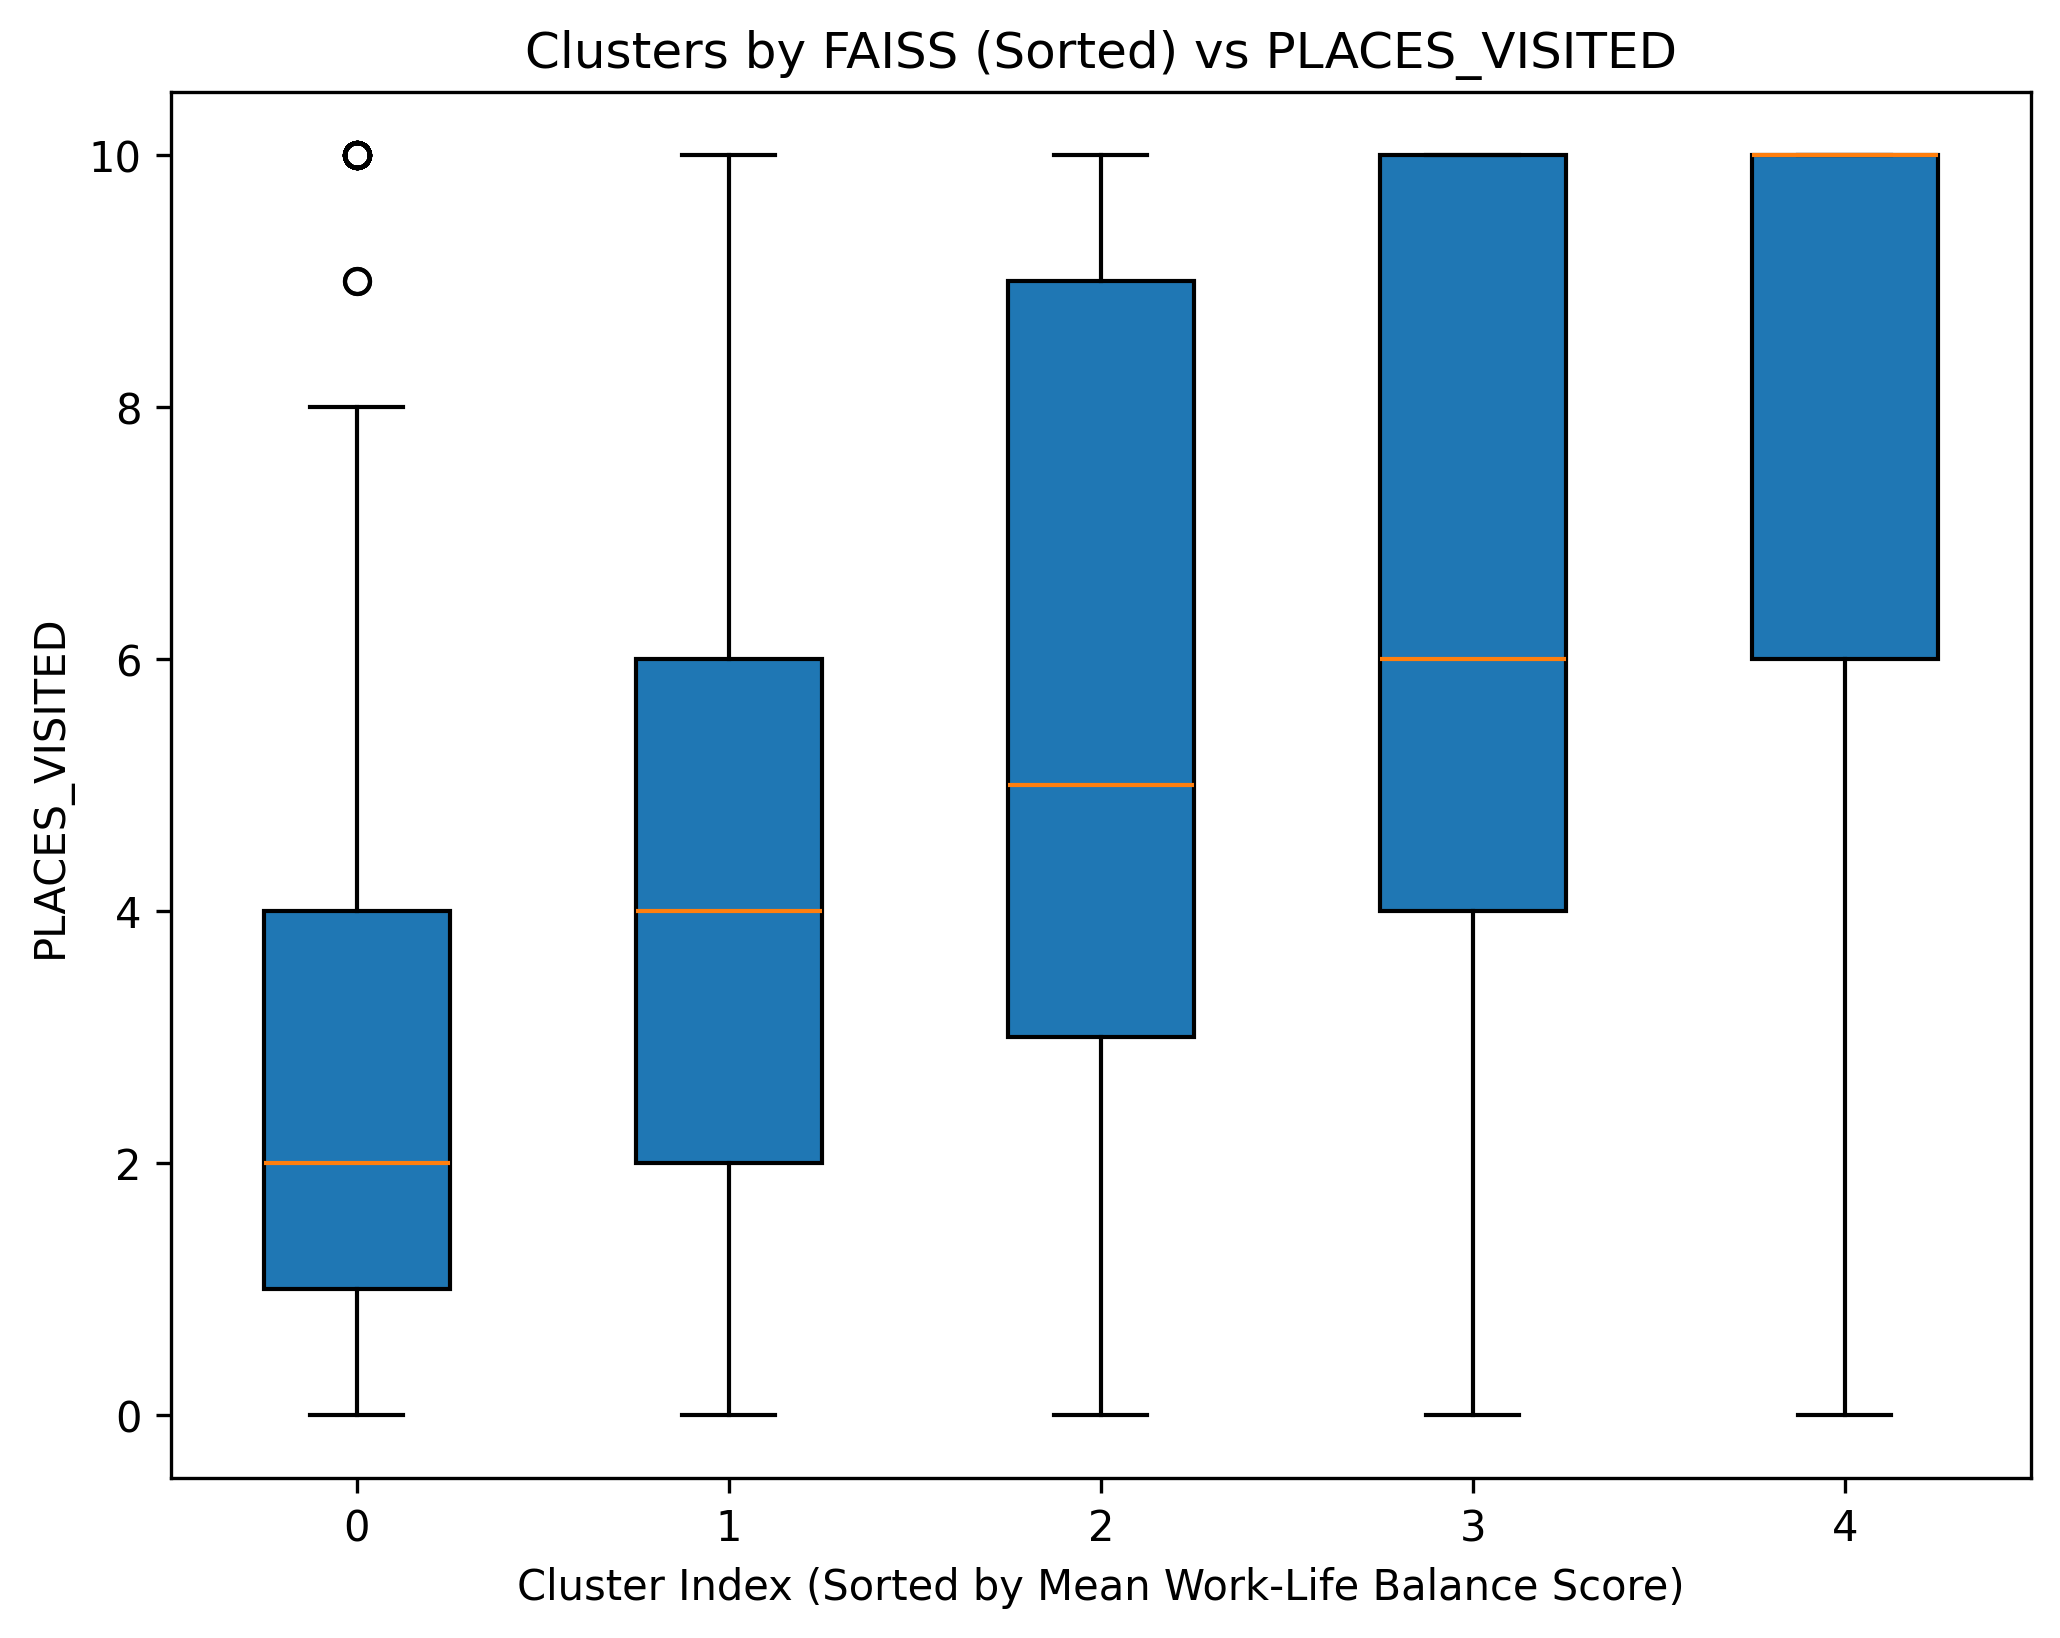 Clusters by FAISS (Sorted) vs PLACES_VISITED
10
8
6
4
2
0
PLACES_VISITED
0 1 2 3 4
Cluster Index (Sorted by Mean Work-Life Balance Score)